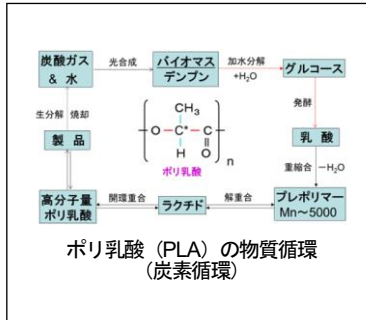 炭酸ガス
& 水
光合成
バイオマス
デンプン
加水分解
+H₂O
グルコース
生分解 焼却
発酵
製品
CH₃
O C* C
H O
n
ポリ乳酸
乳酸
重縮合 −H₂O
高分子量
ポリ乳酸
開環重合
ラクチド
解重合
プレポリマー
Mn~5000
ポリ乳酸（PLA）の物質循環
（炭素循環）